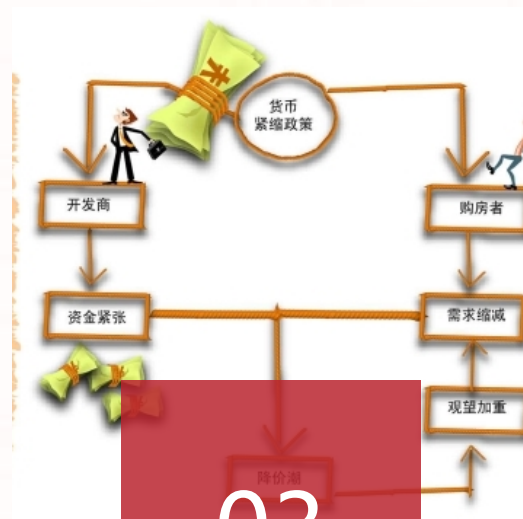 货币
紧缩政策
开发商
购房者
资金紧张
需求缩减
观望加重
降价潮